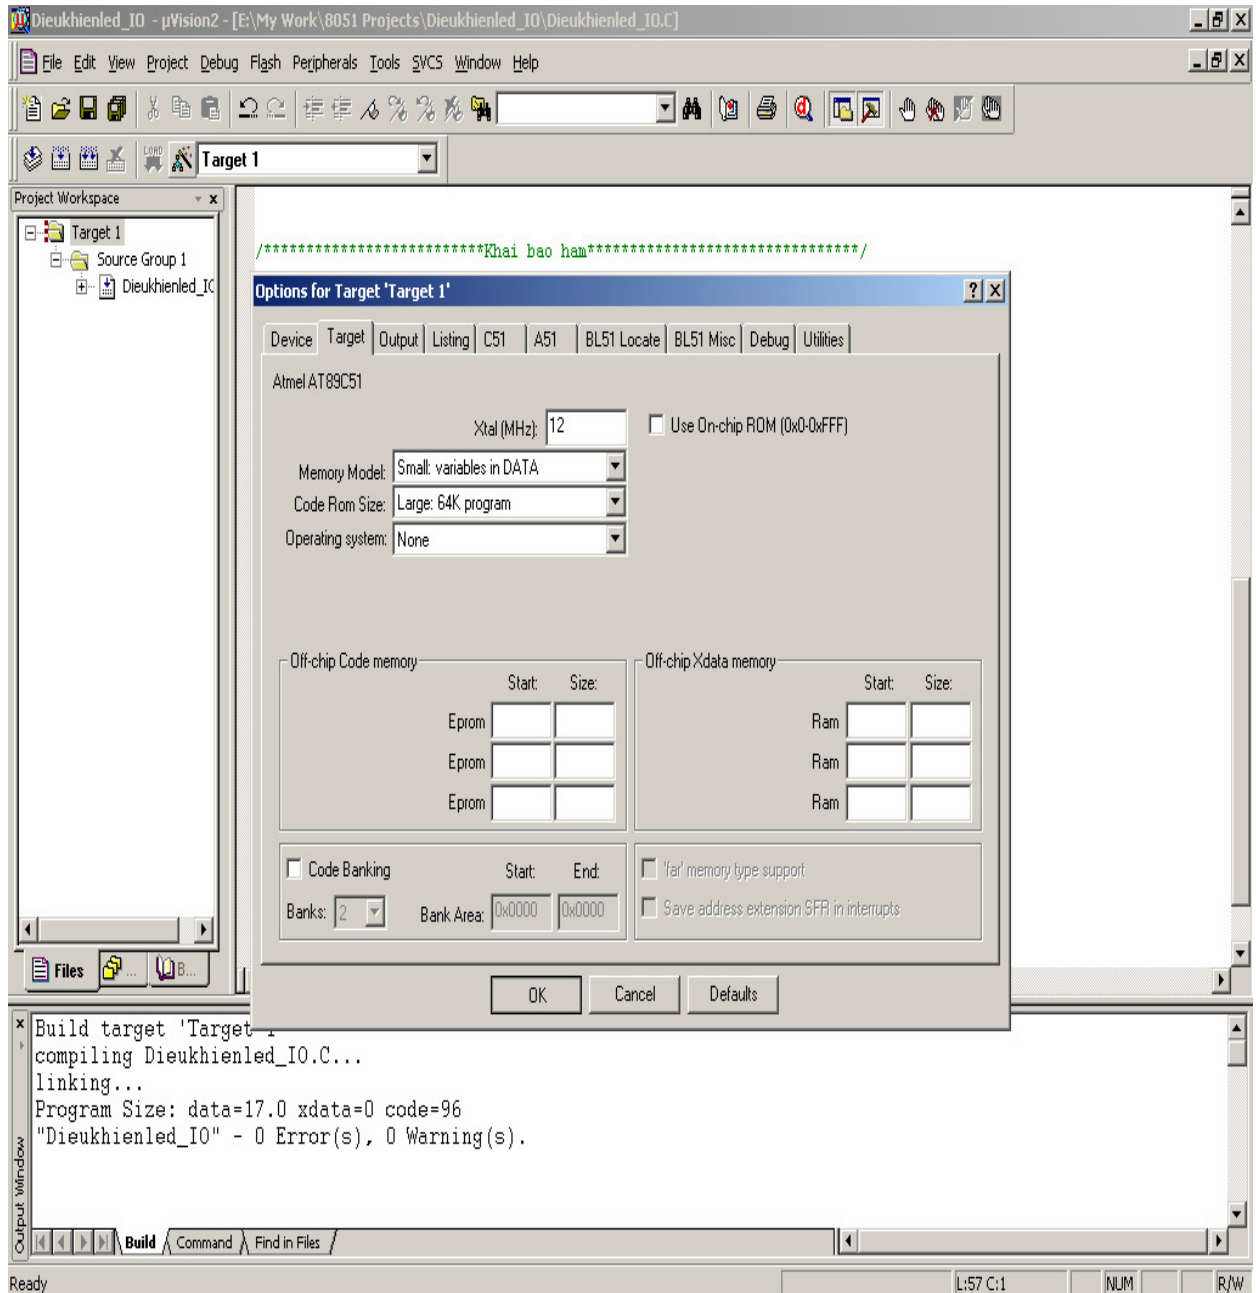 Dieukhienled_IO - µVision2 - [E:\My Work\8051 Projects\Dieukhienled_IO\Dieukhienled_IO.C]
File Edit View Project Debug Flash Peripherals Tools SVCS Window Help
LOAD Target 1
Project Workspace
Target 1
Source Group 1
Dieukhienled_IO
/**************************Khai bao ham********************************/
Options for Target 'Target 1'
Device Target Output Listing C51 A51 BL51 Locate BL51 Misc Debug Utilities
Atmel AT89C51
Xtal (MHz): 12 Use On-chip ROM (0x0-0xFFF)
Memory Model: Small: variables in DATA
Code Rom Size: Large: 64K program
Operating system: None
Off-chip Code memory Off-chip Xdata memory
Start: Size: Start: Size:
Eprom Ram
Eprom Ram
Eprom Ram
Code Banking Start: End: 'far' memory type support
Banks: 2 Bank Area: 0x0000 0x0000 Save address extension SFR in interrupts
Files ... B...
OK Cancel Defaults
Build target 'Target 1'
compiling Dieukhienled_IO.C...
linking...
Program Size: data=17.0 xdata=0 code=96
"Dieukhienled_IO" - 0 Error(s), 0 Warning(s).
Output Window
Build Command Find in Files
Ready L:57 C:1 NUM R/W